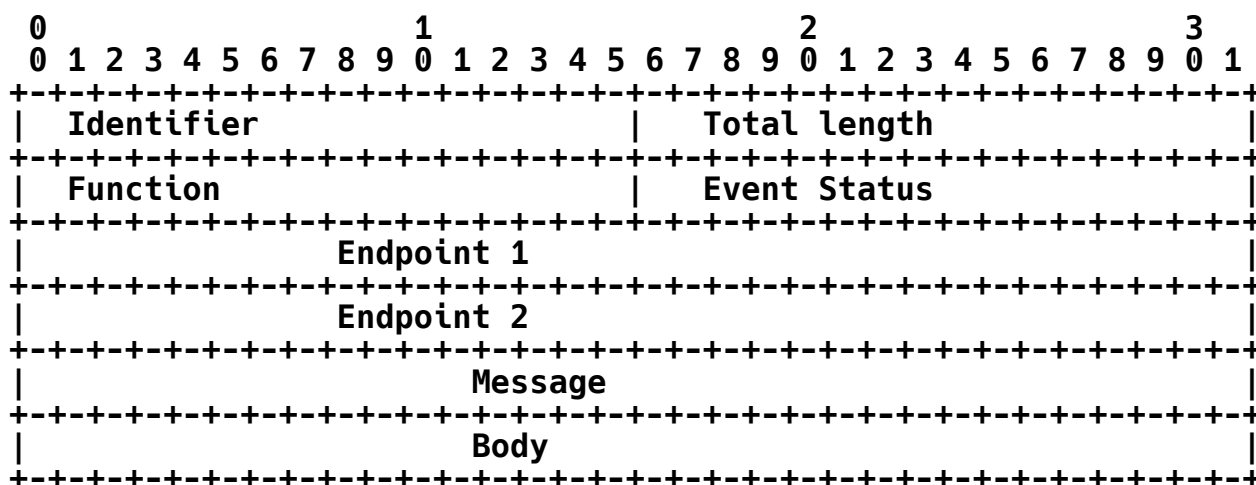 0                   1                   2                   3
 0 1 2 3 4 5 6 7 8 9 0 1 2 3 4 5 6 7 8 9 0 1 2 3 4 5 6 7 8 9 0 1
+-+-+-+-+-+-+-+-+-+-+-+-+-+-+-+-+-+-+-+-+-+-+-+-+-+-+-+-+-+-+-+-+
|  Identifier                   |   Total length                |
+-+-+-+-+-+-+-+-+-+-+-+-+-+-+-+-+-+-+-+-+-+-+-+-+-+-+-+-+-+-+-+-+
|  Function                     |   Event Status                |
+-+-+-+-+-+-+-+-+-+-+-+-+-+-+-+-+-+-+-+-+-+-+-+-+-+-+-+-+-+-+-+-+
|                Endpoint 1                                     |
+-+-+-+-+-+-+-+-+-+-+-+-+-+-+-+-+-+-+-+-+-+-+-+-+-+-+-+-+-+-+-+-+
|                Endpoint 2                                     |
+-+-+-+-+-+-+-+-+-+-+-+-+-+-+-+-+-+-+-+-+-+-+-+-+-+-+-+-+-+-+-+-+
|                       Message                                 |
+-+-+-+-+-+-+-+-+-+-+-+-+-+-+-+-+-+-+-+-+-+-+-+-+-+-+-+-+-+-+-+-+
|                       Body                                    |
+-+-+-+-+-+-+-+-+-+-+-+-+-+-+-+-+-+-+-+-+-+-+-+-+-+-+-+-+-+-+-+-+